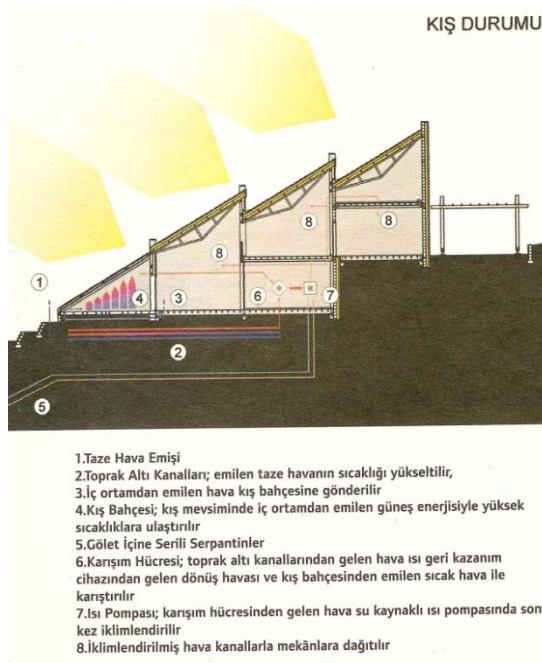 KIŞ DURUMU
8
8
8
1
4
3
6
7
2
5
1.Taze Hava Emişi
2.Toprak Altı Kanalları; emilen taze havanın sıcaklığı yükseltilir,
3.İç ortamdan emilen hava kış bahçesine gönderilir
4.Kış Bahçesi; kış mevsiminde iç ortamdan emilen güneş enerjisiyle yüksek
sıcaklıklara ulaştırılır
5.Gölet İçine Serili Serpantinler
6.Karışım Hücresi; toprak altı kanallarından gelen hava ısı geri kazanım
cihazından gelen dönüş havası ve kış bahçesinden emilen sıcak hava ile
karıştırılır
7.Isı Pompası; karışım hücresinden gelen hava su kaynaklı ısı pompasında son
kez iklimlendirilir
8.İklimlendirilmiş hava kanallarla mekânlara dağıtılır